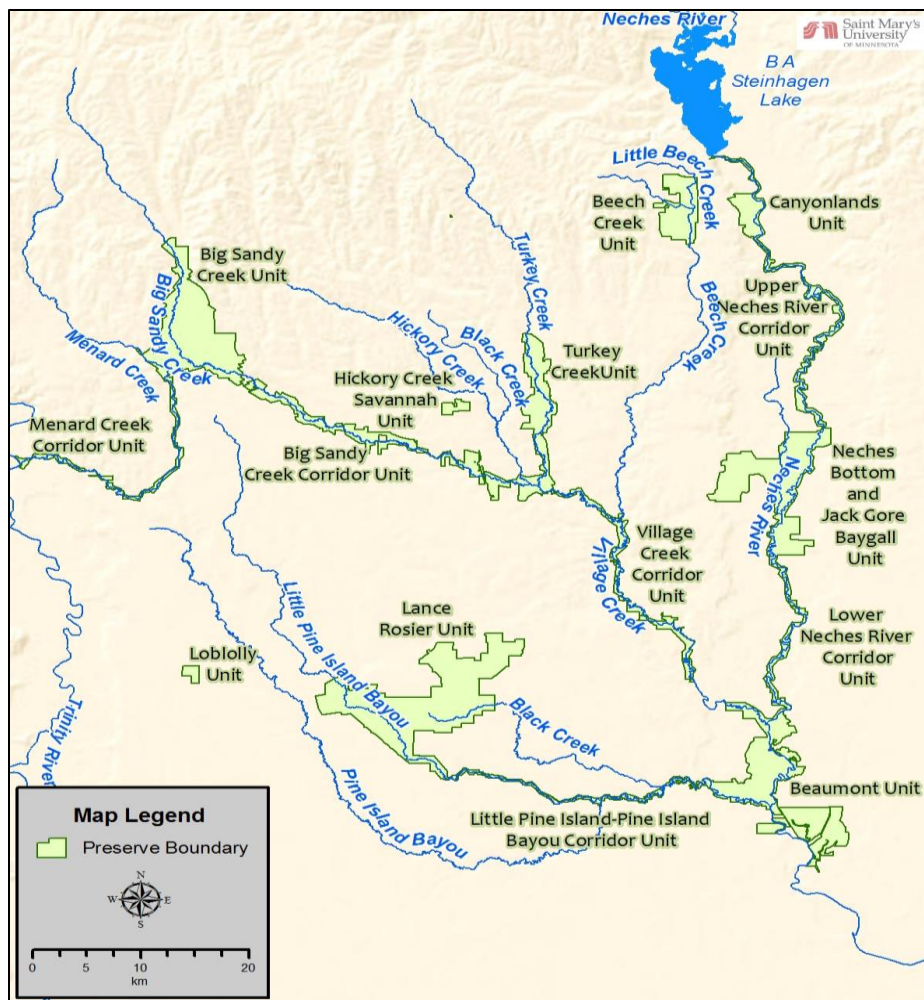 Neches River
Saint Mary's
University
OF MINNESOTA
B A
Steinhagen
Lake
Little Beech Creek
Beech
Creek
Unit
Canyonlands
Unit
Turkey Creek
Big Sandy
Creek Unit
Beech Creek
Upper
Neches River
Corridor
Unit
Big Sandy Creek
Hickory Creek
Black Creek
Menard Creek
Turkey
CreekUnit
Hickory Creek
Savannah
Unit
Menard Creek
Corridor Unit
Big Sandy
Creek Corridor Unit
Neches River
Neches
Bottom
and
Jack Gore
Baygall
Unit
Village Creek
Village
Creek
Corridor
Unit
Little Pine Island Bayou
Lance
Rosier Unit
Lower
Neches River
Corridor
Unit
Loblolly
Unit
Trinity River
Black Creek
Pine Island Bayou
Beaumont Unit
Little Pine Island-Pine Island
Bayou Corridor Unit
Map Legend
Preserve Boundary
N
W E
S
0 5 10 20
km